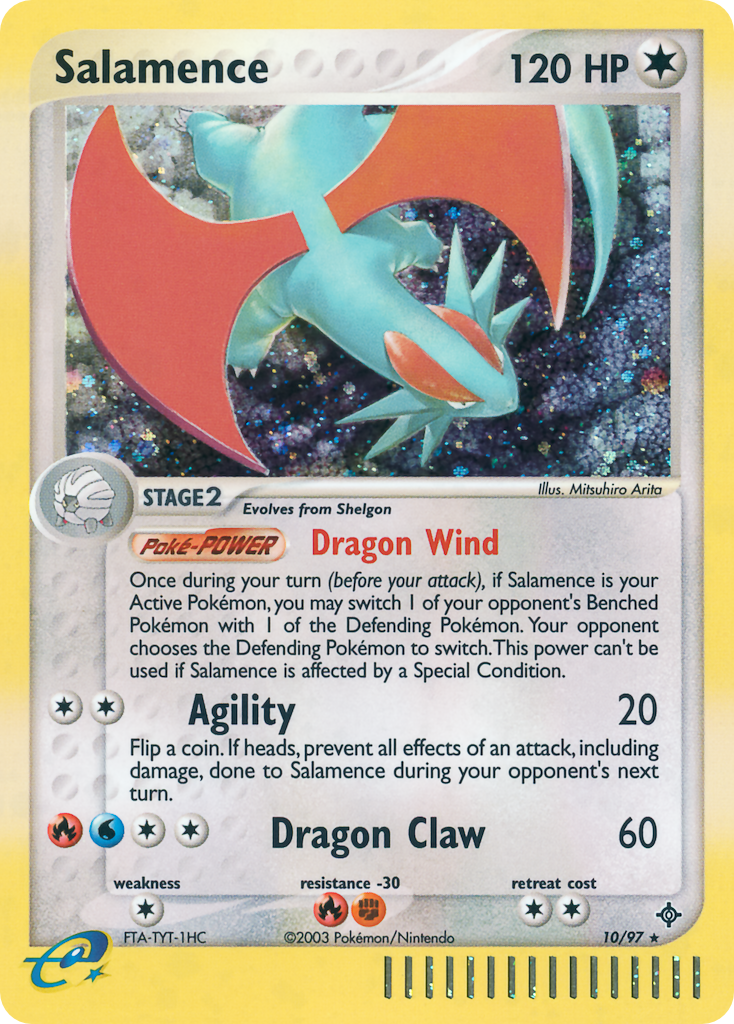 Salamence 120 HP
Illus. Mitsuhiro Arita
STAGE2
Evolves from Shelgon
Poké-POWER Dragon Wind
Once during your turn (before your attack), if Salamence is your
Active Pokémon, you may switch 1 of your opponent's Benched
Pokémon with 1 of the Defending Pokémon. Your opponent
chooses the Defending Pokémon to switch. This power can't be
used if Salamence is affected by a Special Condition.
Agility 20
Flip a coin. If heads, prevent all effects of an attack, including
damage, done to Salamence during your opponent's next
turn.
Dragon Claw 60
weakness resistance -30 retreat cost
FTA-TYT-1HC ©2003 Pokémon/Nintendo 10/97 ★
e